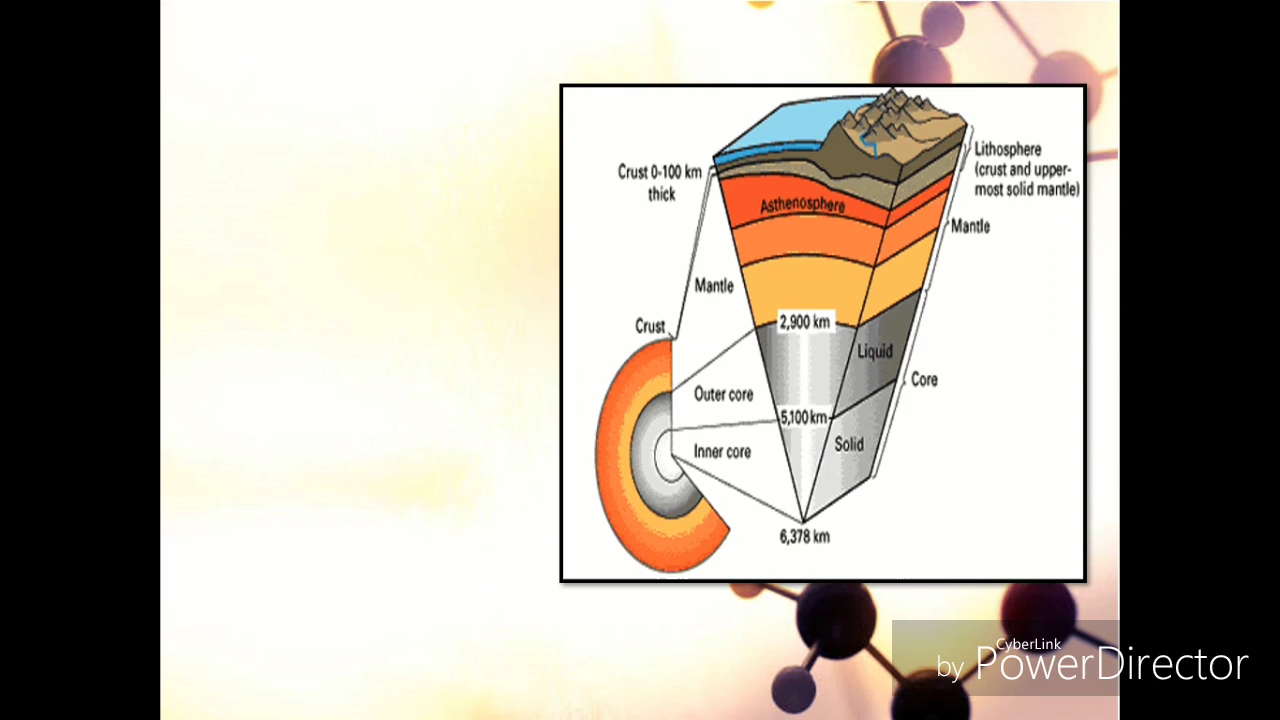 Crust 0-100 km
thick
Lithosphere
(crust and upper-
most solid mantle)
Asthenosphere
Mantle
Mantle
Crust
2,900 km
Liquid
Core
Outer core
5,100 km
Inner core
Solid
6,378 km
CyberLink
by PowerDirector